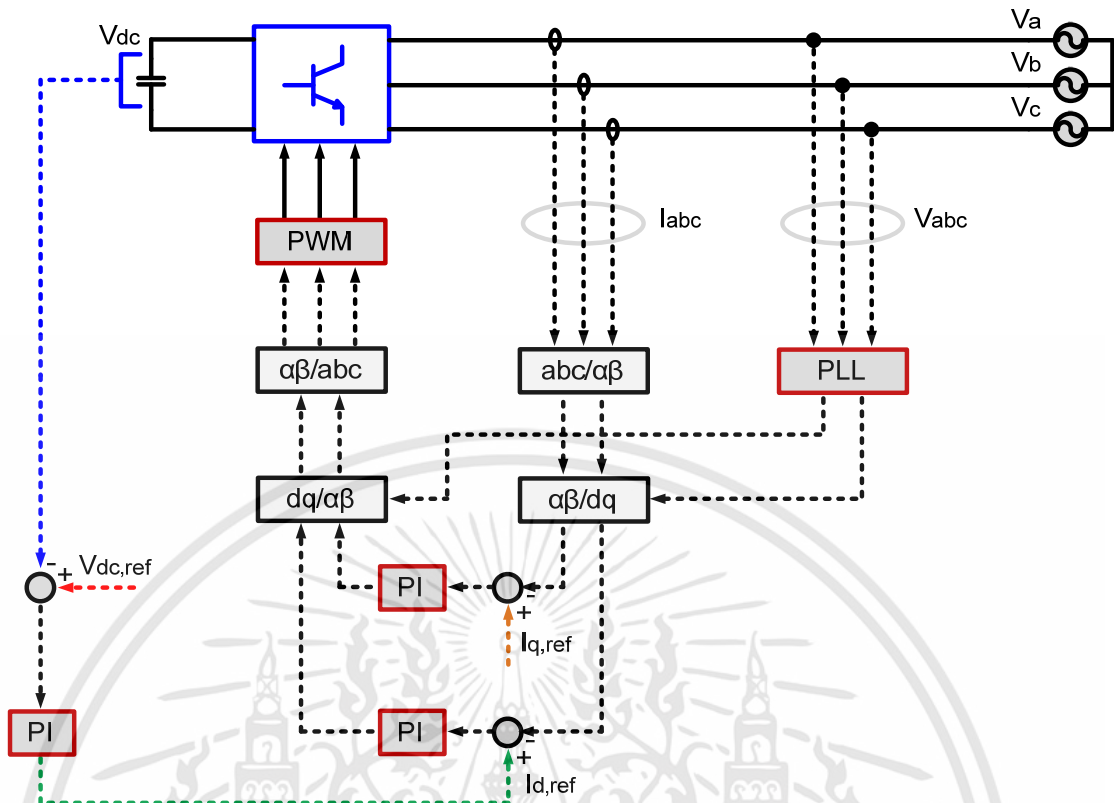 Vdc
Va
Vb
Vc
Iabc
Vabc
PWM
αβ/abc
abc/αβ
PLL
dq/αβ
αβ/dq
-
+
Vdc,ref
PI
-
+
Iq,ref
PI
PI
-
+
Id,ref